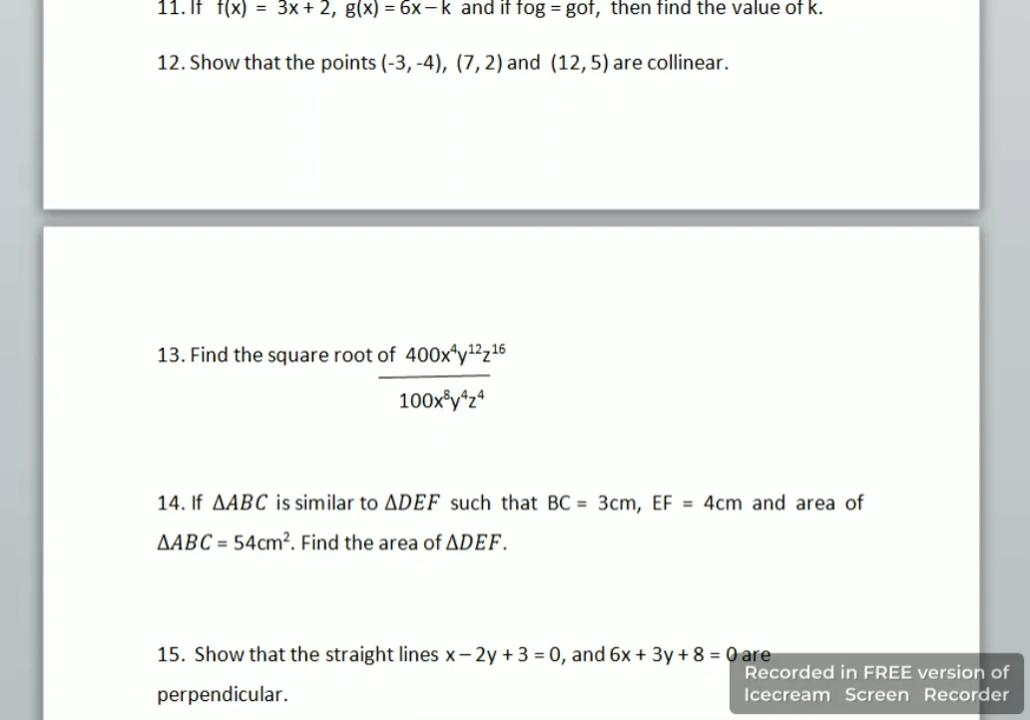 11. If f(x) = 3x + 2, g(x) = 6x – k and if fog = gof, then find the value of k.
12. Show that the points (-3, -4), (7, 2) and (12, 5) are collinear.
13. Find the square root of 400x⁴y¹²z¹⁶
100x⁸y⁴z⁴
14. If ΔABC is similar to ΔDEF such that BC = 3cm, EF = 4cm and area of
ΔABC = 54cm². Find the area of ΔDEF.
15. Show that the straight lines x – 2y + 3 = 0, and 6x + 3y + 8 = 0 are
perpendicular.
Recorded in FREE version of
Icecream Screen Recorder